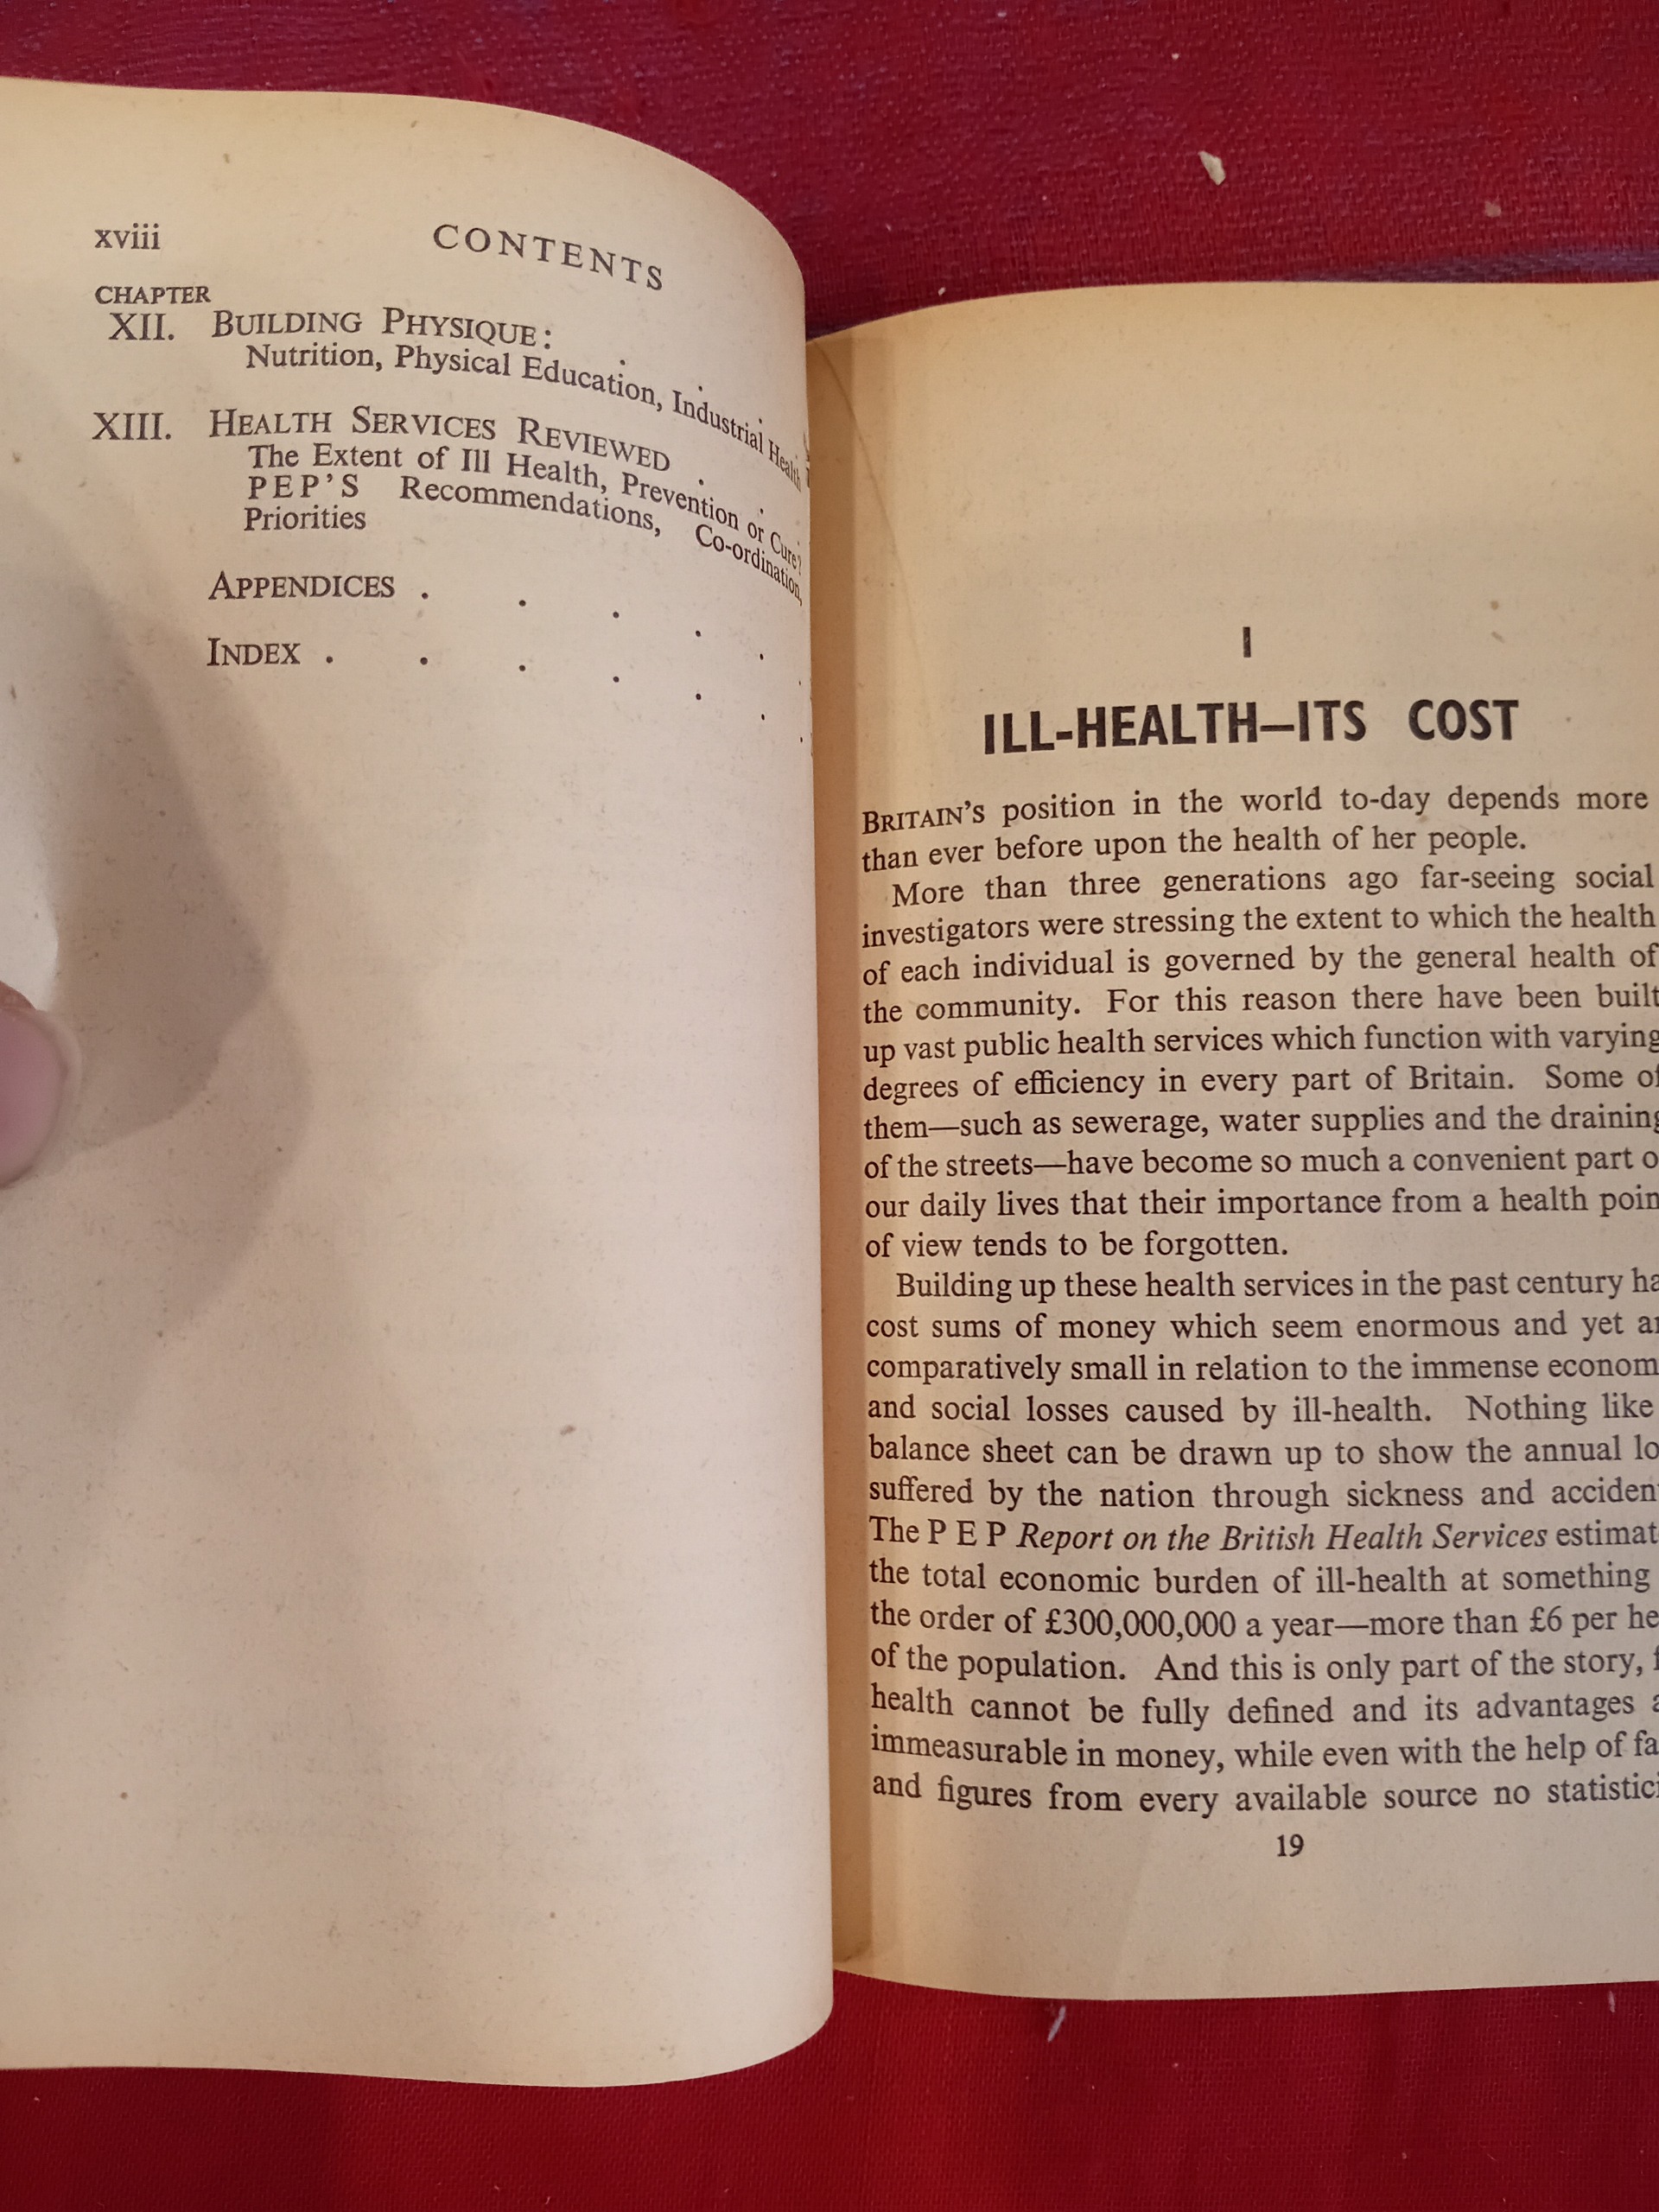 xviii CONTENTS
CHAPTER
XII. BUILDING PHYSIQUE: . . .
Nutrition, Physical Education, Industrial Health
XIII. HEALTH SERVICES REVIEWED . . .
The Extent of Ill Health, Prevention or Cure?
PEP'S Recommendations, Co-ordination,
Priorities
APPENDICES . . . . . .
INDEX . . . . . . .
I
ILL-HEALTH—ITS COST
BRITAIN'S position in the world to-day depends more
than ever before upon the health of her people.
More than three generations ago far-seeing social
investigators were stressing the extent to which the health
of each individual is governed by the general health of
the community. For this reason there have been built
up vast public health services which function with varying
degrees of efficiency in every part of Britain. Some of
them—such as sewerage, water supplies and the draining
of the streets—have become so much a convenient part
our daily lives that their importance from a health
of view tends to be forgotten.
Building up these health services in the past century
cost sums of money which seem enormous and yet
comparatively small in relation to the immense
and social losses caused by ill-health. Nothing like
balance sheet can be drawn up to show the annual
suffered by the nation through sickness and
The P E P Report on the British Health Services
the total economic burden of ill-health at something
the order of £300,000,000 a year—more than £6 per
of the population. And this is only part of the story,
health cannot be fully defined and its advantages
immeasurable in money, while even with the help of
and figures from every available source no
19